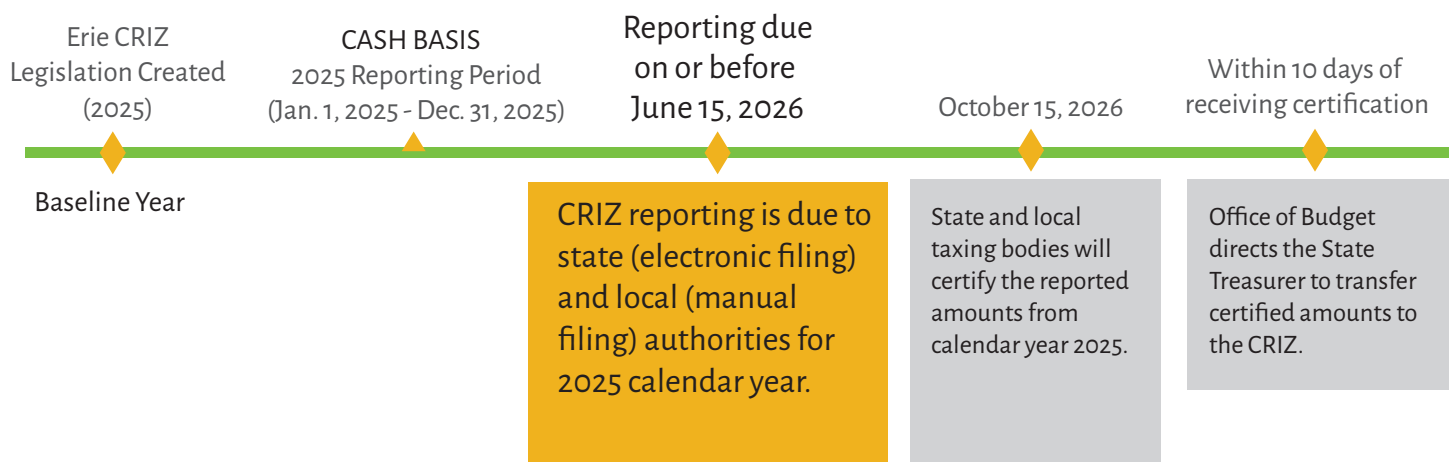 Erie CRIZ
Legislation Created
(2025)
Baseline Year
CASH BASIS
2025 Reporting Period
(Jan. 1, 2025 - Dec. 31, 2025)
Reporting due
on or before
June 15, 2026
CRIZ reporting is due to
state (electronic filing)
and local (manual
filing) authorities for
2025 calendar year.
October 15, 2026
State and local
taxing bodies will
certify the reported
amounts from
calendar year 2025.
Within 10 days of
receiving certification
Office of Budget
directs the State
Treasurer to transfer
certified amounts to
the CRIZ.